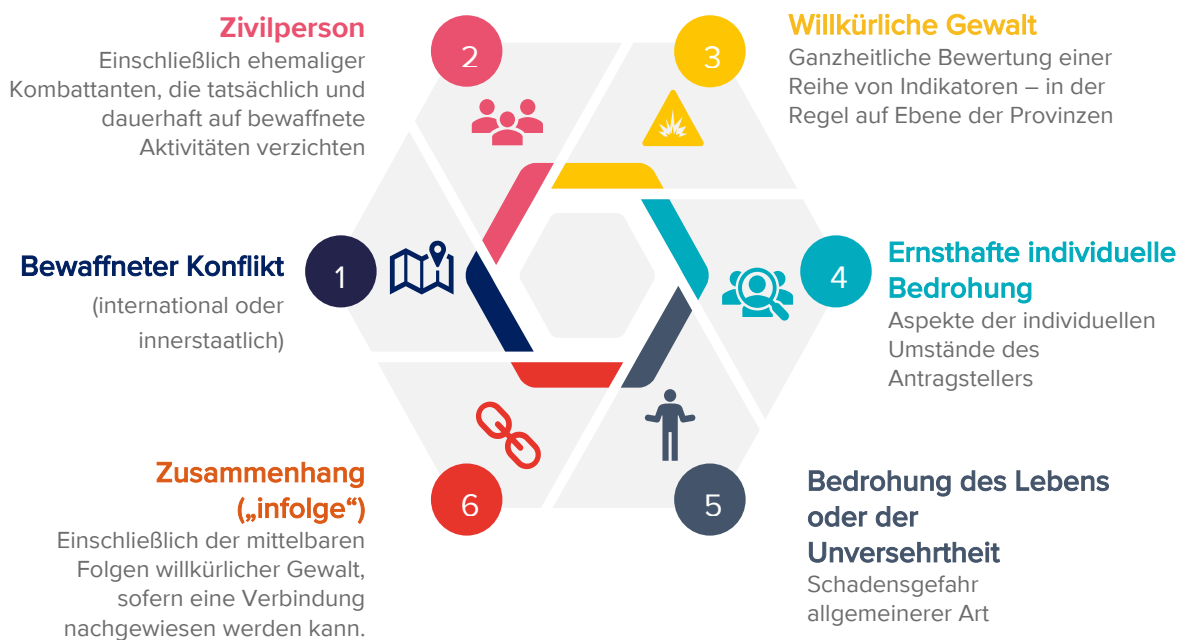 1
Bewaffneter Konflikt
(international oder
innerstaatlich)
2
Zivilperson
Einschließlich ehemaliger
Kombattanten, die tatsächlich und
dauerhaft auf bewaffnete
Aktivitäten verzichten
3
Willkürliche Gewalt
Ganzheitliche Bewertung einer
Reihe von Indikatoren – in der
Regel auf Ebene der Provinzen
4
Ernsthafte individuelle
Bedrohung
Aspekte der individuellen
Umstände des
Antragstellers
5
Bedrohung des Lebens
oder der
Unversehrtheit
Schadensgefahr
allgemeinerer Art
6
Zusammenhang
(„infolge“)
Einschließlich der mittelbaren
Folgen willkürlicher Gewalt,
sofern eine Verbindung
nachgewiesen werden kann.